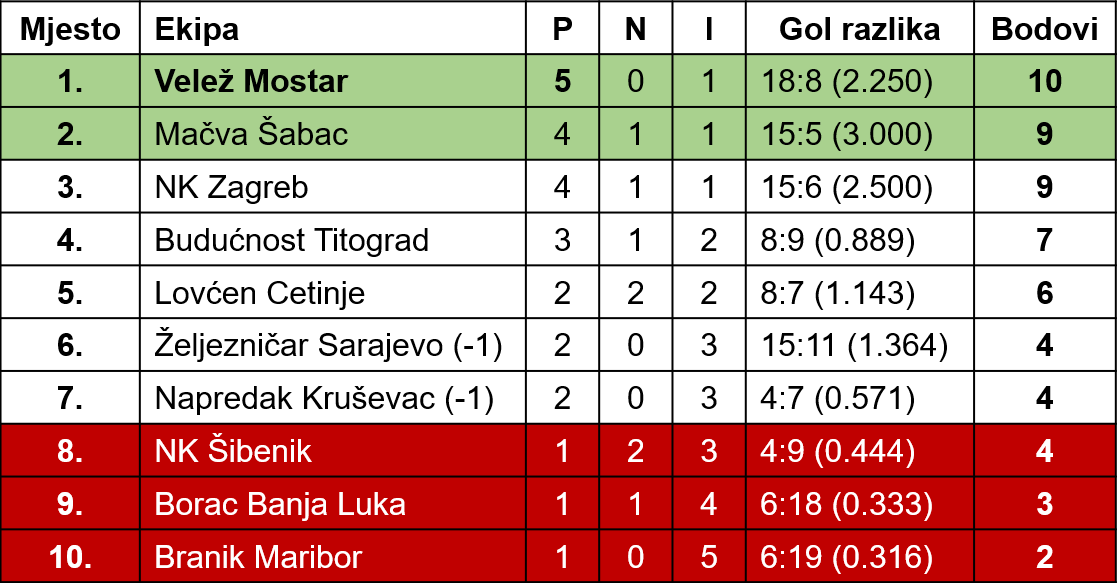 Mjesto Ekipa P N I Gol razlika Bodovi
1. Velež Mostar 5 0 1 18:8 (2.250) 10
2. Mačva Šabac 4 1 1 15:5 (3.000) 9
3. NK Zagreb 4 1 1 15:6 (2.500) 9
4. Budućnost Titograd 3 1 2 8:9 (0.889) 7
5. Lovćen Cetinje 2 2 2 8:7 (1.143) 6
6. Željezničar Sarajevo (-1) 2 0 3 15:11 (1.364) 4
7. Napredak Kruševac (-1) 2 0 3 4:7 (0.571) 4
8. NK Šibenik 1 2 3 4:9 (0.444) 4
9. Borac Banja Luka 1 1 4 6:18 (0.333) 3
10. Branik Maribor 1 0 5 6:19 (0.316) 2